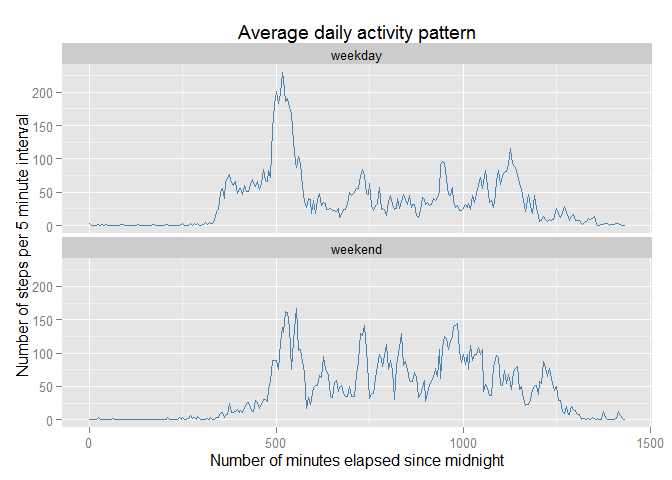 Average daily activity pattern
weekday
200
150
100
50
0
weekend
200
150
100
50
0
0 500 1000 1500
Number of minutes elapsed since midnight
Number of steps per 5 minute interval